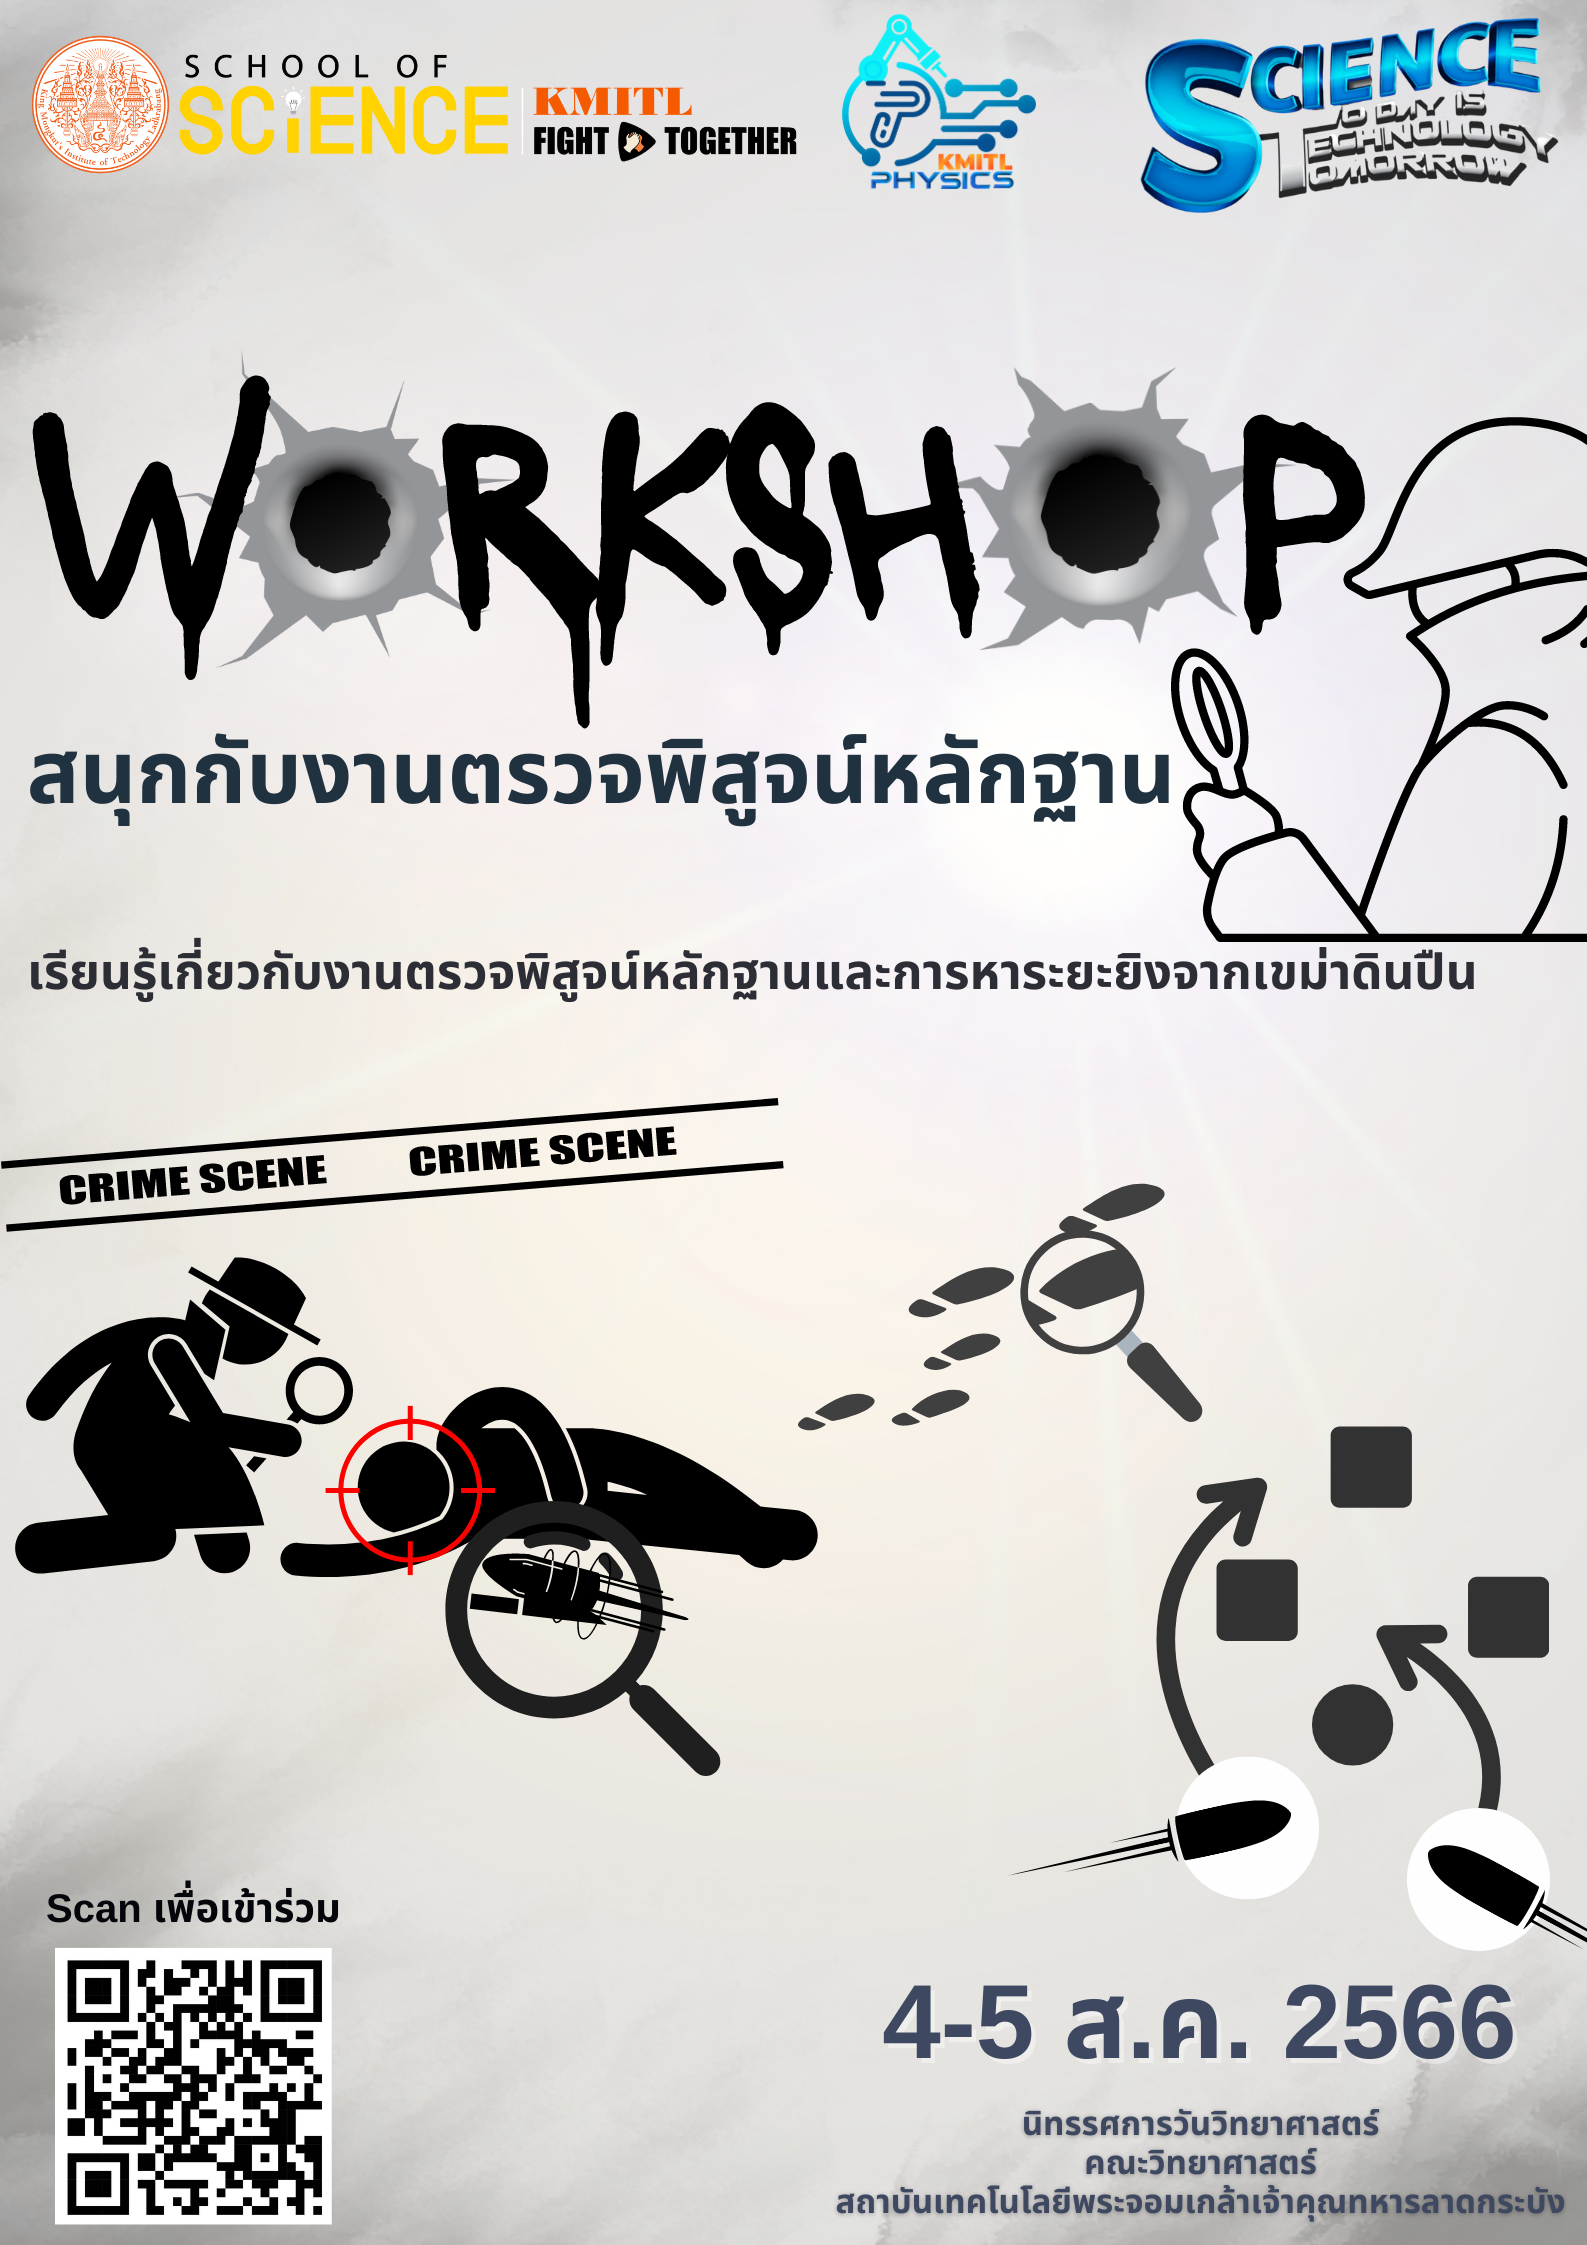 SCHOOL OF
SCIENCE
KMITL
FIGHT TOGETHER
King Mongkut's Institute of Technology Ladkrabang
KMITL
PHYSICS
SCIENCE
TO DAY IS
TECHNOLOGY
TOMORROW
WORKSHOP
สนุกกับงานตรวจพิสูจน์หลักฐาน
เรียนรู้เกี่ยวกับงานตรวจพิสูจน์หลักฐานและการหาระยะยิงจากเขม่าดินปืน
CRIME SCENE CRIME SCENE
Scan เพื่อเข้าร่วม
4-5 ส.ค. 2566
นิทรรศการวันวิทยาศาสตร์
คณะวิทยาศาสตร์
สถาบันเทคโนโลยีพระจอมเกล้าเจ้าคุณทหารลาดกระบัง